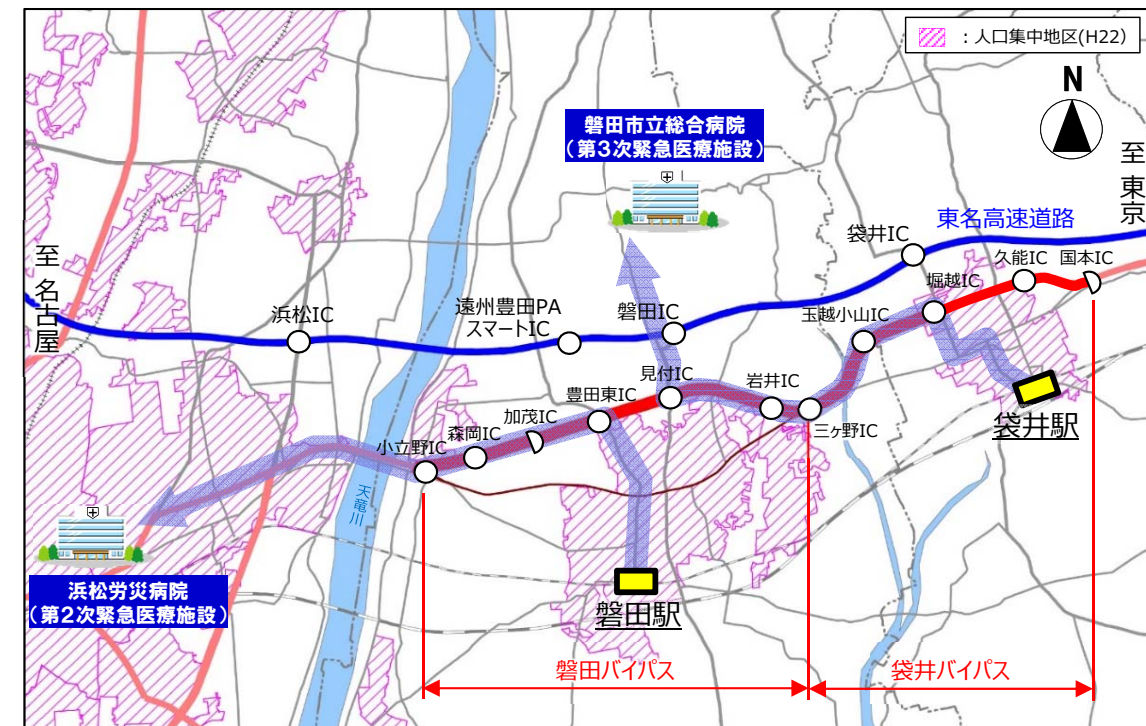 ：人口集中地区(H22)
N
磐田市立総合病院
（第3次緊急医療施設）
至 東京
東名高速道路
袋井IC
久能IC
国本IC
堀越IC
至 名古屋
浜松IC
遠州豊田PA
スマートIC
磐田IC
玉越小山IC
見付IC
岩井IC
豊田東IC
加茂IC
三ヶ野IC
森岡IC
小立野IC
袋井駅
天竜川
浜松労災病院
（第2次緊急医療施設）
磐田駅
磐田バイパス
袋井バイパス